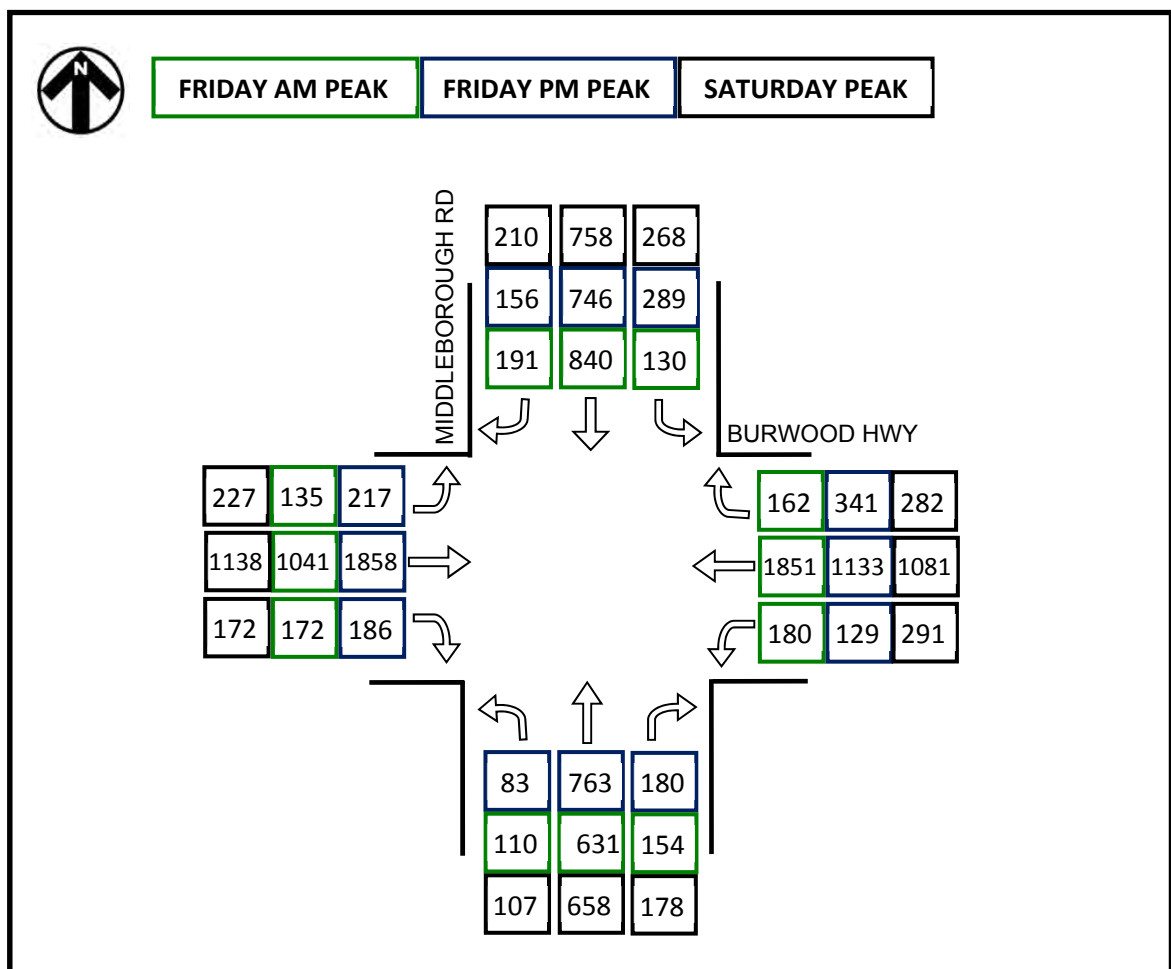 N
FRIDAY AM PEAK FRIDAY PM PEAK SATURDAY PEAK
MIDDLEBOROUGH RD
210 758 268
156 746 289
191 840 130
BURWOOD HWY
227 135 217
1138 1041 1858
172 172 186
162 341 282
1851 1133 1081
180 129 291
83 763 180
110 631 154
107 658 178